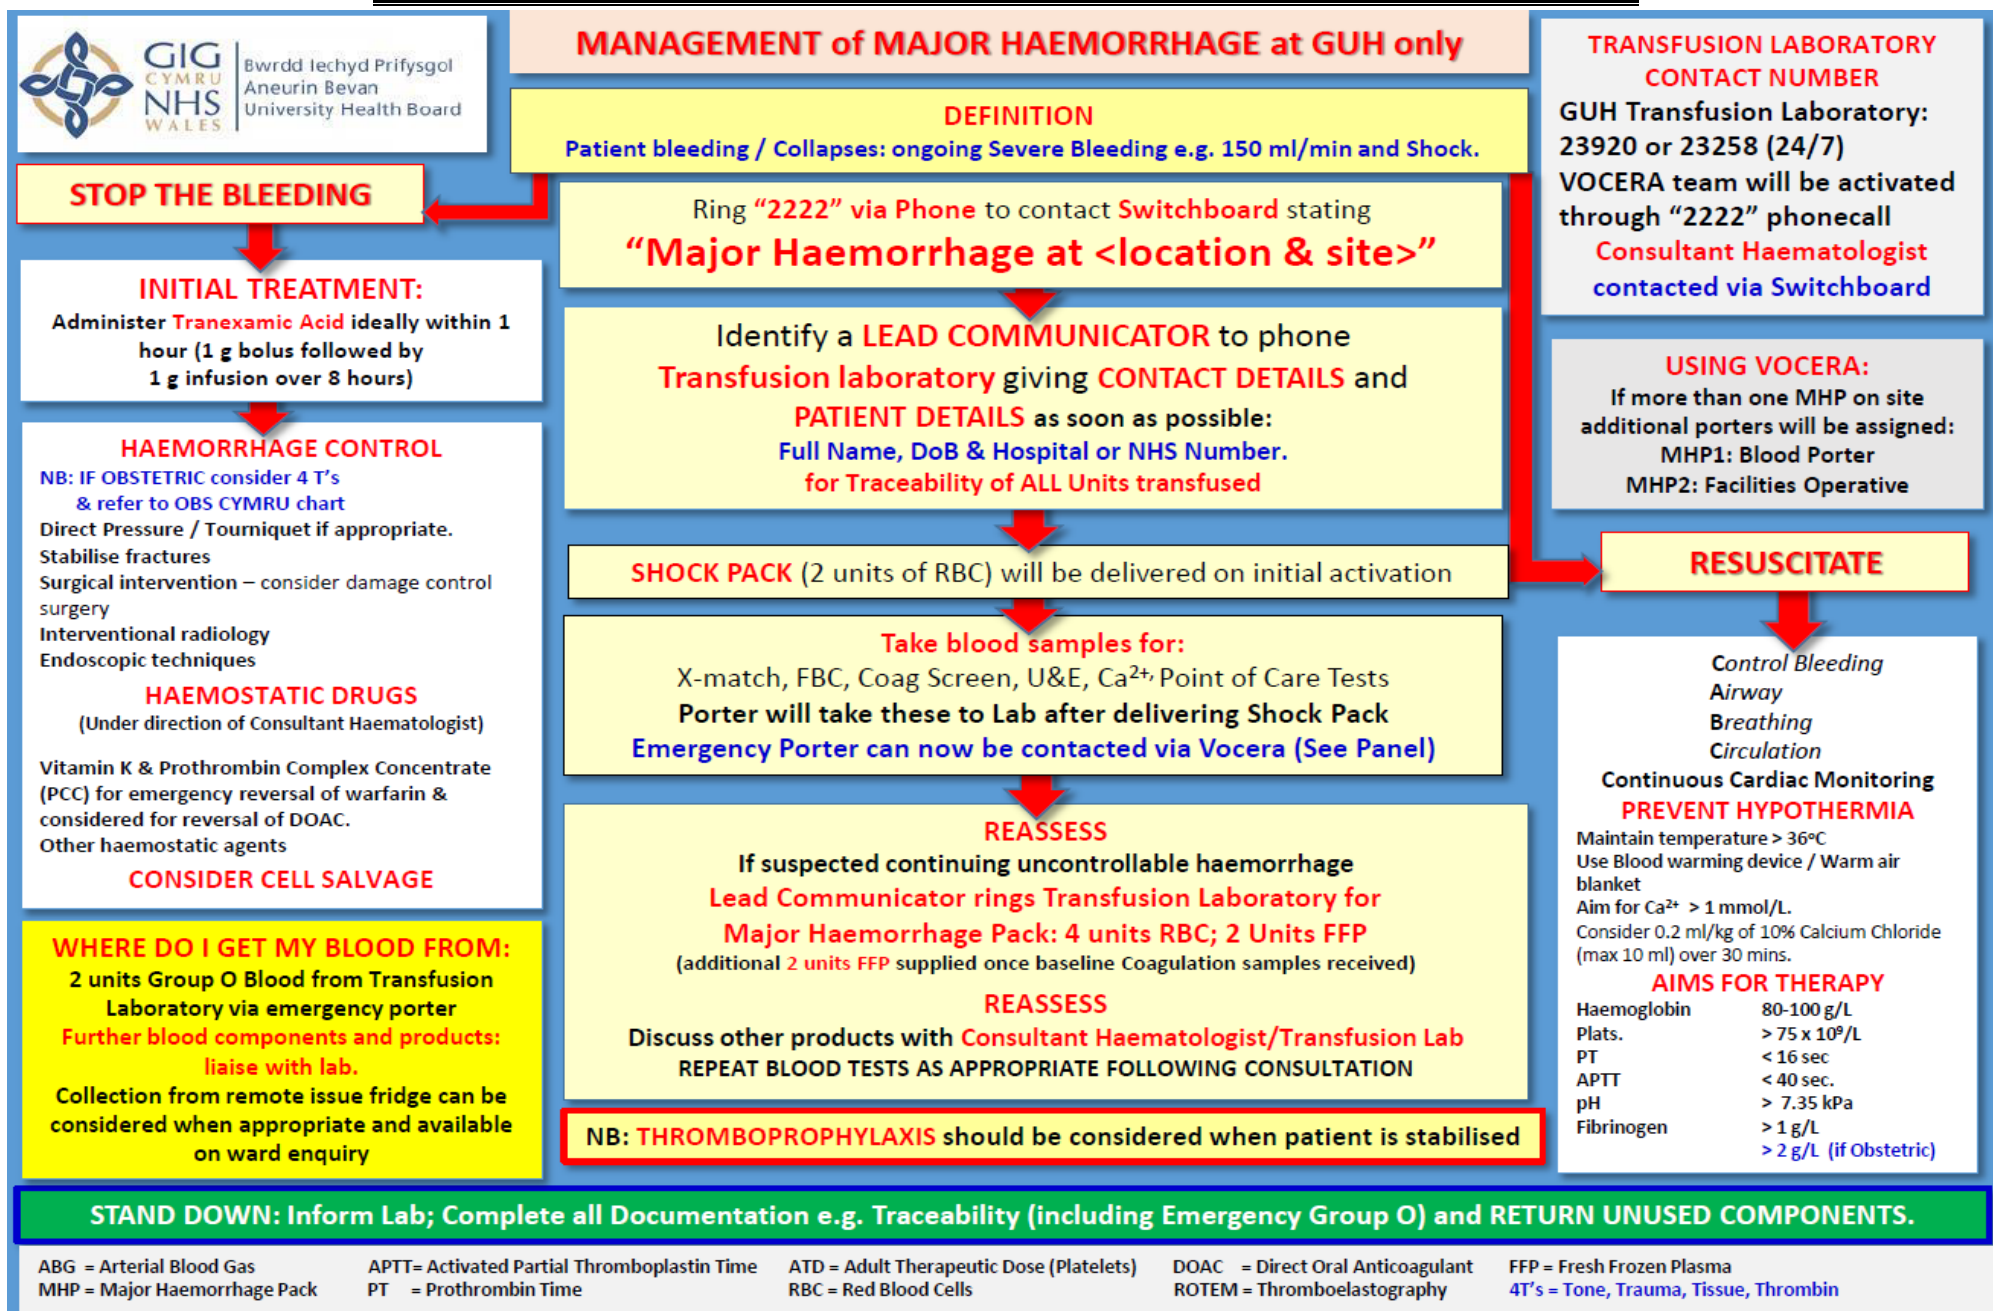 GIG
CYMRU
NHS
WALES
Bwrdd Iechyd Prifysgol
Aneurin Bevan
University Health Board
MANAGEMENT of MAJOR HAEMORRHAGE at GUH only
DEFINITION
Patient bleeding / Collapses: ongoing Severe Bleeding e.g. 150 ml/min and Shock.
STOP THE BLEEDING
INITIAL TREATMENT:
Administer Tranexamic Acid ideally within 1
hour (1 g bolus followed by
1 g infusion over 8 hours)
HAEMORRHAGE CONTROL
NB: IF OBSTETRIC consider 4 T's
& refer to OBS CYMRU chart
Direct Pressure / Tourniquet if appropriate.
Stabilise fractures
Surgical intervention – consider damage control
surgery
Interventional radiology
Endoscopic techniques
HAEMOSTATIC DRUGS
(Under direction of Consultant Haematologist)
Vitamin K & Prothrombin Complex Concentrate
(PCC) for emergency reversal of warfarin &
considered for reversal of DOAC.
Other haemostatic agents
CONSIDER CELL SALVAGE
WHERE DO I GET MY BLOOD FROM:
2 units Group O Blood from Transfusion
Laboratory via emergency porter
Further blood components and products:
liaise with lab.
Collection from remote issue fridge can be
considered when appropriate and available
on ward enquiry
Ring “2222” via Phone to contact Switchboard stating
“Major Haemorrhage at <location & site>”
Identify a LEAD COMMUNICATOR to phone
Transfusion laboratory giving CONTACT DETAILS and
PATIENT DETAILS as soon as possible:
Full Name, DoB & Hospital or NHS Number.
for Traceability of ALL Units transfused
SHOCK PACK (2 units of RBC) will be delivered on initial activation
Take blood samples for:
X-match, FBC, Coag Screen, U&E, Ca²⁺, Point of Care Tests
Porter will take these to Lab after delivering Shock Pack
Emergency Porter can now be contacted via Vocera (See Panel)
REASSESS
If suspected continuing uncontrollable haemorrhage
Lead Communicator rings Transfusion Laboratory for
Major Haemorrhage Pack: 4 units RBC; 2 Units FFP
(additional 2 units FFP supplied once baseline Coagulation samples received)
REASSESS
Discuss other products with Consultant Haematologist/Transfusion Lab
REPEAT BLOOD TESTS AS APPROPRIATE FOLLOWING CONSULTATION
NB: THROMBOPROPHYLAXIS should be considered when patient is stabilised
TRANSFUSION LABORATORY
CONTACT NUMBER
GUH Transfusion Laboratory:
23920 or 23258 (24/7)
VOCERA team will be activated
through “2222” phonecall
Consultant Haematologist
contacted via Switchboard
USING VOCERA:
If more than one MHP on site
additional porters will be assigned:
MHP1: Blood Porter
MHP2: Facilities Operative
RESUSCITATE
Control Bleeding
Airway
Breathing
Circulation
Continuous Cardiac Monitoring
PREVENT HYPOTHERMIA
Maintain temperature > 36ºC
Use Blood warming device / Warm air
blanket
Aim for Ca²⁺ > 1 mmol/L.
Consider 0.2 ml/kg of 10% Calcium Chloride
(max 10 ml) over 30 mins.
AIMS FOR THERAPY
Haemoglobin 80-100 g/L
Plats. > 75 x 10⁹/L
PT < 16 sec
APTT < 40 sec.
pH > 7.35 kPa
Fibrinogen > 1 g/L
> 2 g/L (if Obstetric)
STAND DOWN: Inform Lab; Complete all Documentation e.g. Traceability (including Emergency Group O) and RETURN UNUSED COMPONENTS.
ABG = Arterial Blood Gas APTT= Activated Partial Thromboplastin Time ATD = Adult Therapeutic Dose (Platelets) DOAC = Direct Oral Anticoagulant FFP = Fresh Frozen Plasma
MHP = Major Haemorrhage Pack PT = Prothrombin Time RBC = Red Blood Cells ROTEM = Thromboelastography 4T's = Tone, Trauma, Tissue, Thrombin